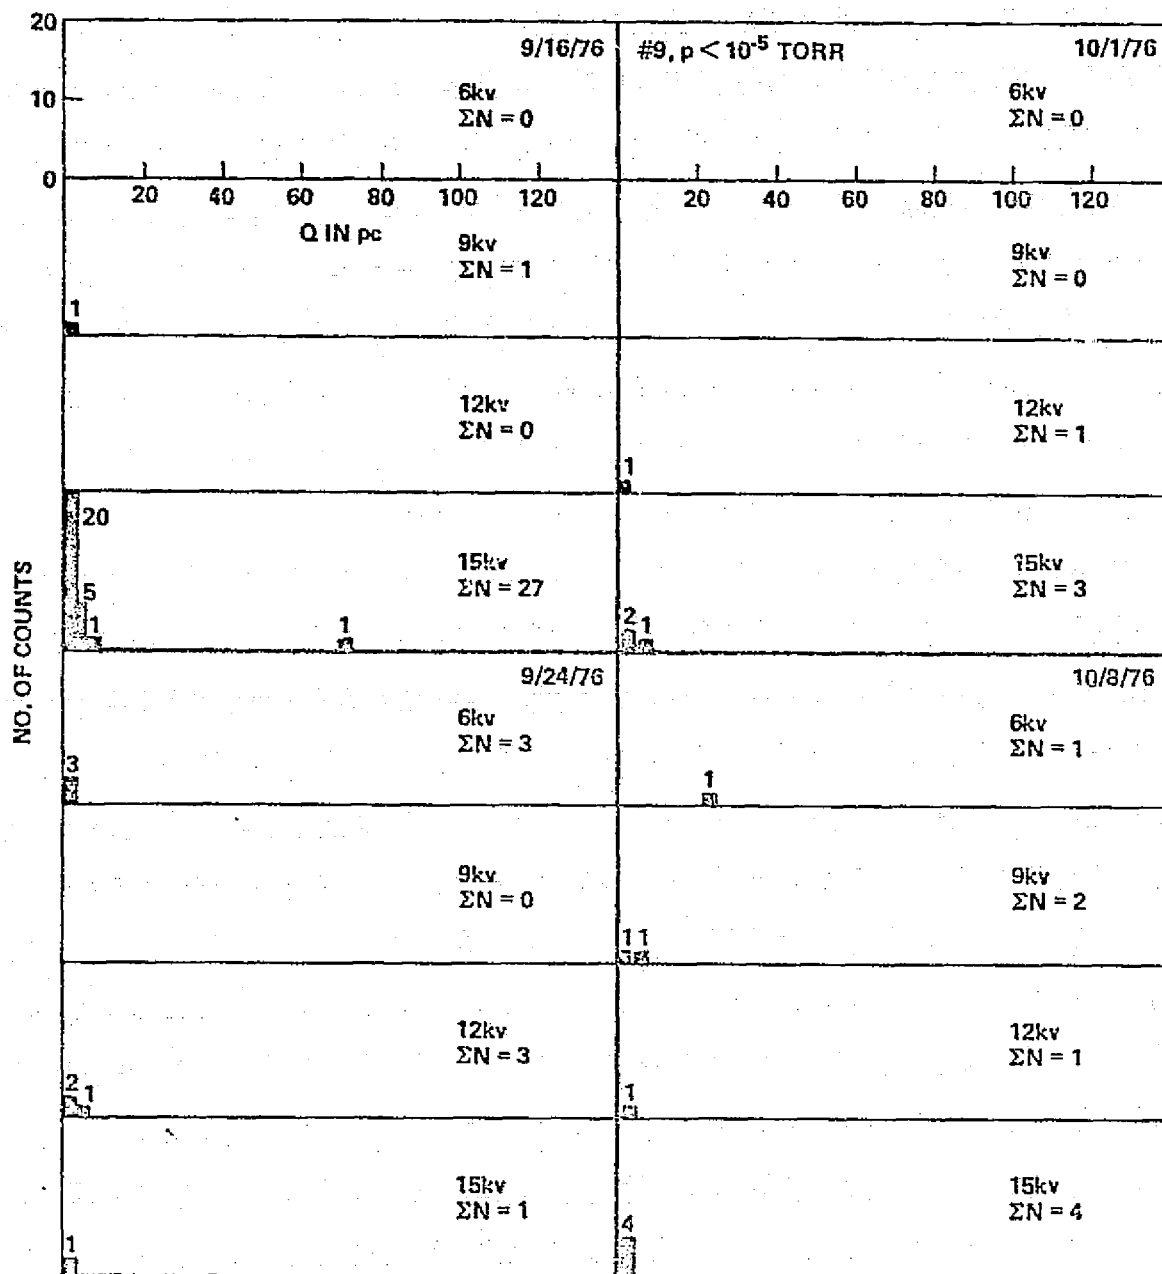 20
10
0
9/16/76
6kv
ΣN = 0
20 40 60 80 100 120
Q IN pc
9kv
ΣN = 1
1
12kv
ΣN = 0
20
5
1
1
15kv
ΣN = 27
NO. OF COUNTS
9/24/76
6kv
ΣN = 3
3
9kv
ΣN = 0
12kv
ΣN = 3
2 1
15kv
ΣN = 1
1
#9, p < 10⁻⁵ TORR 10/1/76
6kv
ΣN = 0
20 40 60 80 100 120
9kv
ΣN = 0
12kv
ΣN = 1
1
15kv
ΣN = 3
2 1
10/8/76
6kv
ΣN = 1
1
9kv
ΣN = 2
1 1
12kv
ΣN = 1
1
15kv
ΣN = 4
4